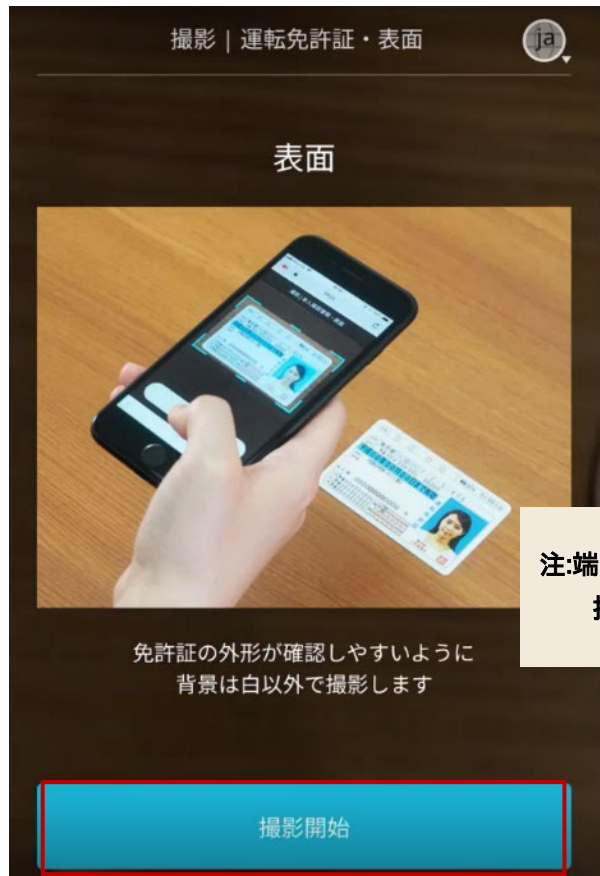 撮影 | 運転免許証・表面
ja
表面
注:端
免許証の外形が確認しやすいように
背景は白以外で撮影します
撮影開始